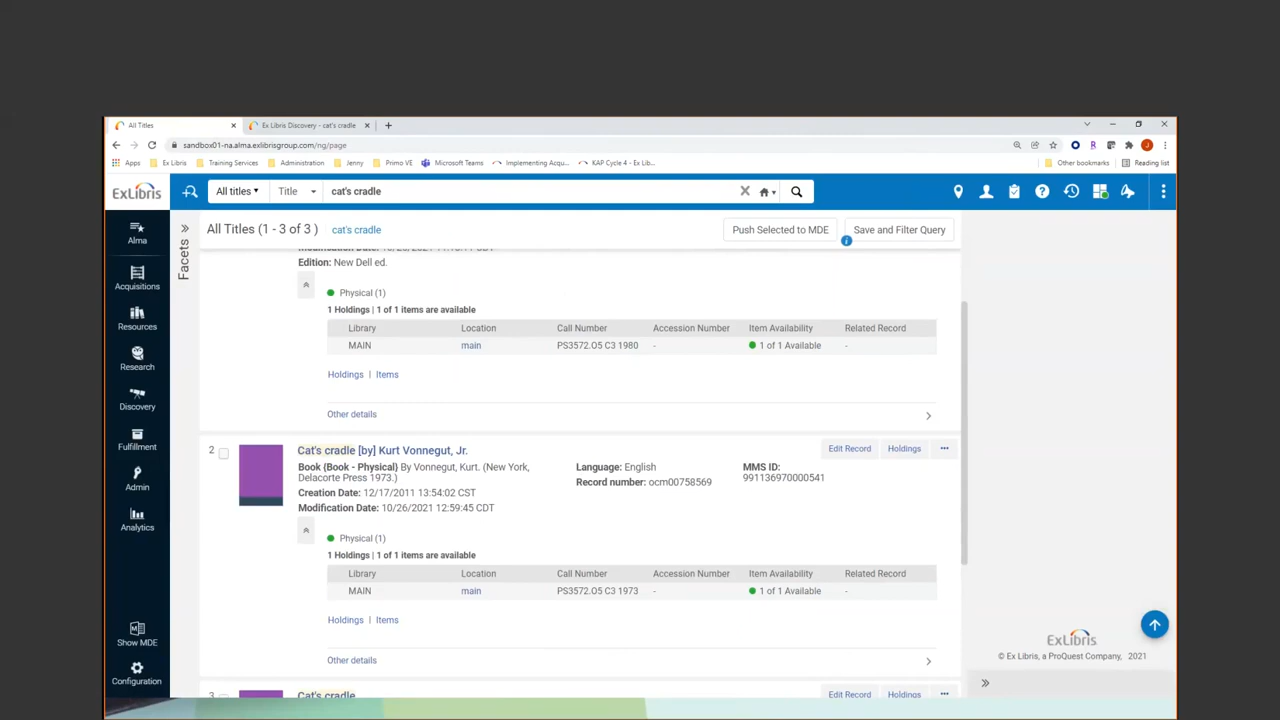 All Titles
Ex Libris Discovery - cat's cradle
sandbox01-na.alma.exlibrisgroup.com/ng/page
Apps Ex Libris Training Services Administration Jenny Primo VE Microsoft Teams Implementing Acqu... KAP Cycle 4 - Ex Lib... Other bookmarks Reading list
ExLibris All titles Title cat's cradle
Alma
Acquisitions
Resources
Research
Discovery
Fulfillment
Admin
Analytics
Show MDE
Configuration
Facets
All Titles (1 - 3 of 3 ) cat's cradle Push Selected to MDE Save and Filter Query
Edition: New Dell ed.
Physical (1)
1 Holdings | 1 of 1 items are available
Library Location Call Number Accession Number Item Availability Related Record
MAIN main PS3572.O5 C3 1980 - 1 of 1 Available -
Holdings | Items
Other details
2 Cat's cradle [by] Kurt Vonnegut, Jr. Edit Record Holdings
Book {Book - Physical} By Vonnegut, Kurt. (New York, Language: English MMS ID:
Delacorte Press 1973.) Record number: ocm00758569 991136970000541
Creation Date: 12/17/2011 13:54:02 CST
Modification Date: 10/26/2021 12:59:45 CDT
Physical (1)
1 Holdings | 1 of 1 items are available
Library Location Call Number Accession Number Item Availability Related Record
MAIN main PS3572.O5 C3 1973 - 1 of 1 Available -
Holdings | Items
Other details
3 Cat's cradle Edit Record Holdings
ExLibris
© Ex Libris, a ProQuest Company, 2021